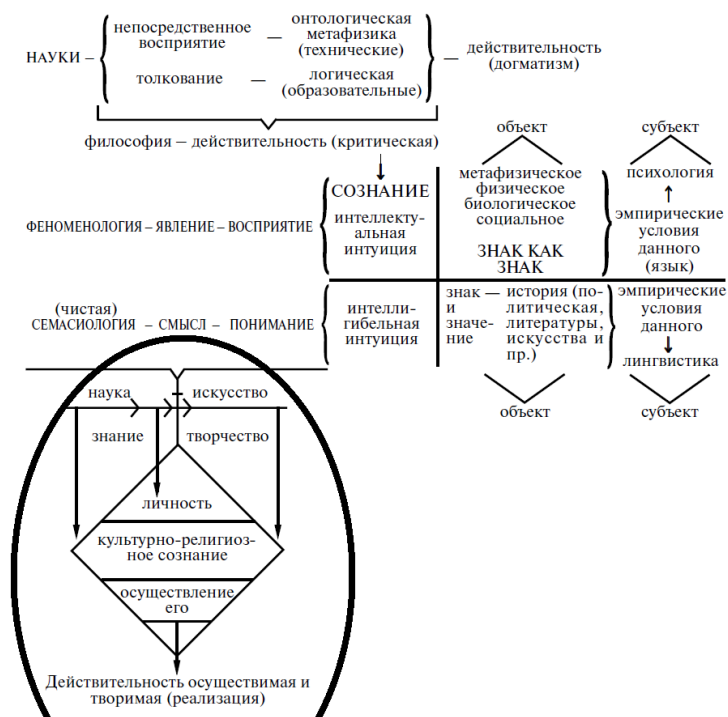 непосредственное — онтологическая
восприятие метафизика
(технические)
НАУКИ – — действительность
(догматизм)
толкование — логическая
(образовательные)
философия – действительность (критическая)
объект субъект
СОЗНАНИЕ
интеллекту-
альная
интуиция
метафизическое
физическое
биологическое
социальное
ЗНАК КАК
ЗНАК
психология
эмпирические
условия
данного
(язык)
ФЕНОМЕНОЛОГИЯ – ЯВЛЕНИЕ – ВОСПРИЯТИЕ
(чистая)
СЕМАСИОЛОГИЯ – СМЫСЛ – ПОНИМАНИЕ
интелли-
гибельная
интуиция
знак — история (по-
и литическая,
значе- литературы,
ние искусства и
пр.)
эмпирические
условия
данного
лингвистика
объект субъект
наука искусство
знание творчество
личность
культурно-религиоз-
ное сознание
осуществление
его
Действительность осуществимая и
творимая (реализация)